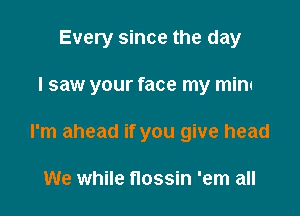 Every since the day
I saw your face my min
I'm ahead if you give head
We while flossin 'em all